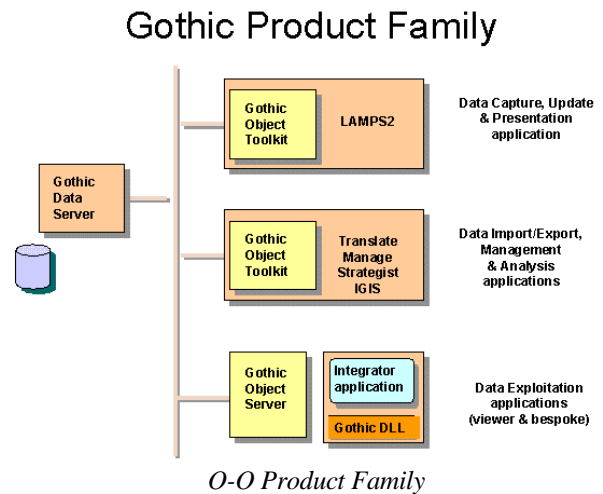 Gothic Product Family
Gothic
Object
Toolkit
LAMPS2
Data Capture, Update
& Presentation
application
Gothic
Data
Server
Gothic
Object
Toolkit
Translate
Manage
Strategist
IGIS
Data Import/Export,
Management
& Analysis
applications
Gothic
Object
Server
Integrator
application
Gothic DLL
Data Exploitation
applications
(viewer & bespoke)
O-O Product Family